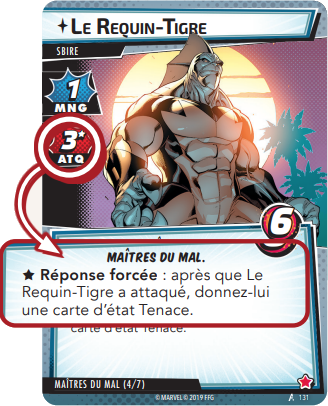 LE REQUIN-TIGRE
SBIRE
1
MNG
3*
ATQ
6
MAÎTRES DU MAL.
★ Réponse forcée : après que Le
Requin-Tigre a attaqué, donnez-lui
une carte d'état Tenace.
carte d'état Tenace.
MAÎTRES DU MAL (4/7)
© MARVEL © 2019 FFG
131